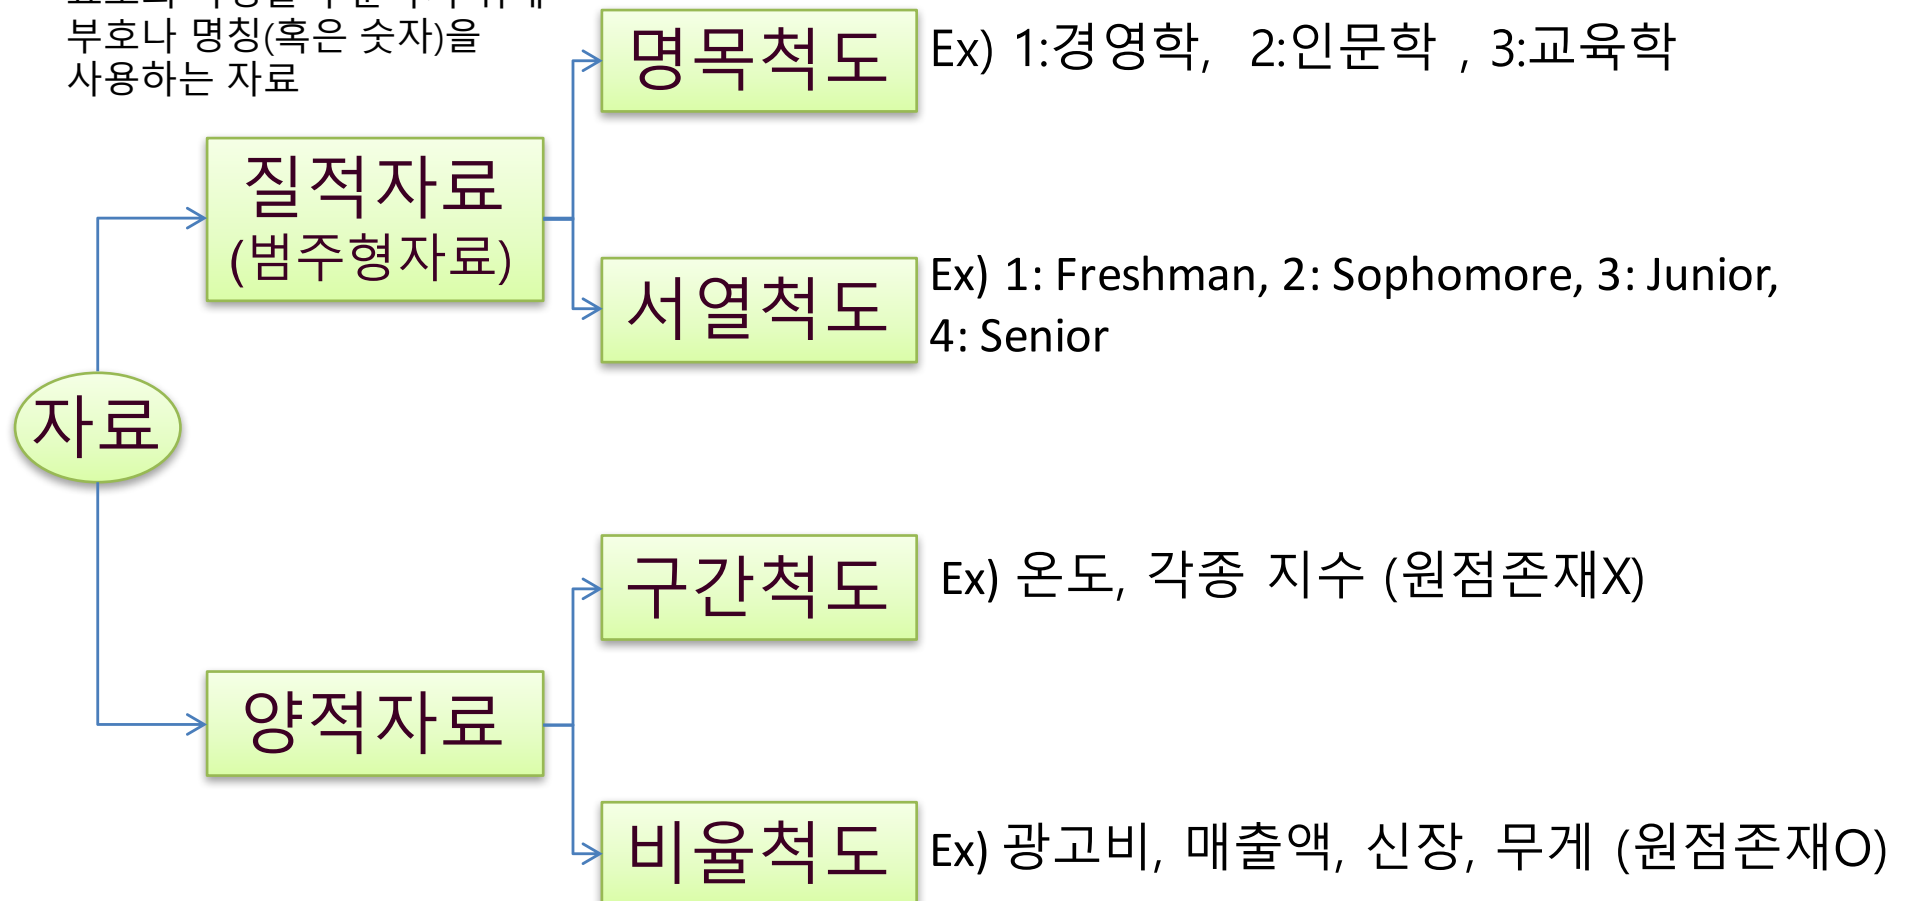 부호나 명칭(혹은 숫자)을
사용하는 자료
명목척도
Ex) 1:경영학, 2:인문학 , 3:교육학
질적자료
(범주형자료)
서열척도
Ex) 1: Freshman, 2: Sophomore, 3: Junior,
4: Senior
자료
구간척도
Ex) 온도, 각종 지수 (원점존재X)
양적자료
비율척도
Ex) 광고비, 매출액, 신장, 무게 (원점존재O)